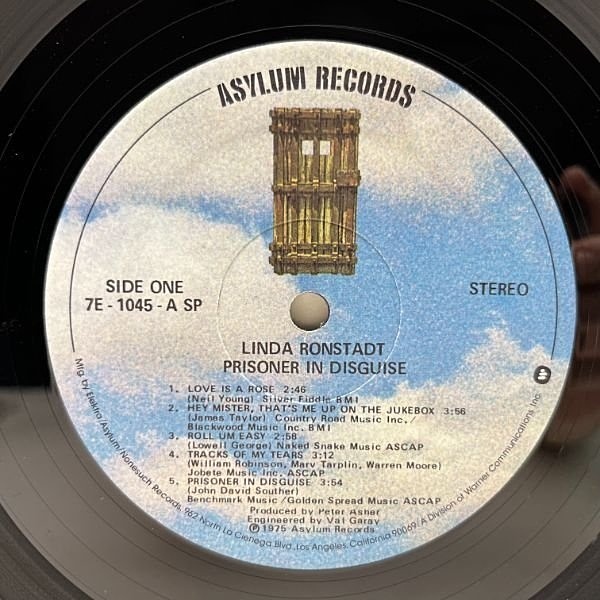 ASYLUM RECORDS
SIDE ONE
7E - 1045 - A SP
STEREO
LINDA RONSTADT
PRISONER IN DISGUISE
1. LOVE IS A ROSE 2:46
(Neil Young) Silver Fiddle BMI
2. HEY MISTER, THAT'S ME UP ON THE JUKEBOX 3:56
(James Taylor) Country Road Music Inc./
Blackwood Music Inc. BMI
3. ROLL UM EASY 2:58
(Lowell George) Naked Snake Music ASCAP
4. TRACKS OF MY TEARS 3:12
(William Robinson, Marv Tarplin, Warren Moore)
Jobete Music Inc. ASCAP
5. PRISONER IN DISGUISE 3:54
(John David Souther)
Benchmark Music/Golden Spread Music ASCAP
Produced by Peter Asher
Engineered by Val Garay
℗ 1975 Asylum Records
Mfg. by Elektra/Asylum/Nonesuch Records, 962 North La Cienega Blvd., Los Angeles, California 90069/A Division of Warner Communications Inc.